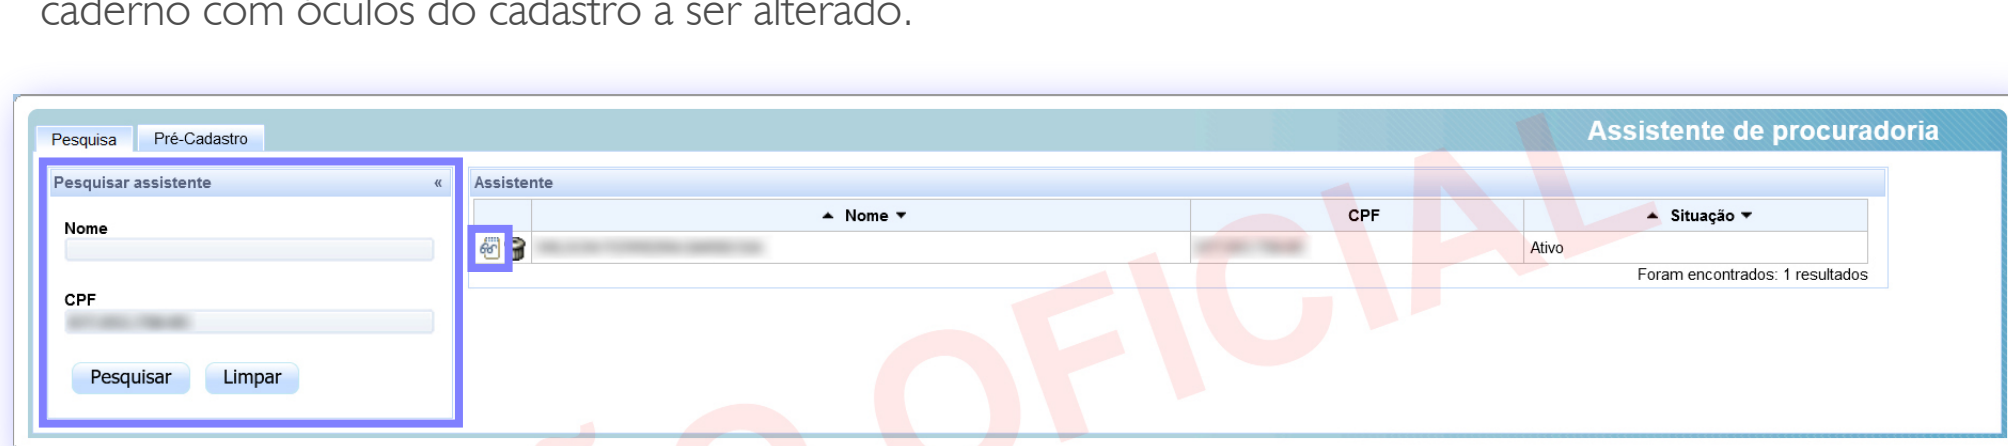 caderno com óculos do cadastro a ser alterado.
Pesquisa Pré-Cadastro Assistente de procuradoria
Pesquisar assistente «
Nome
CPF
Pesquisar Limpar
Assistente
▲ Nome ▼ CPF ▲ Situação ▼
Ativo
Foram encontrados: 1 resultados
ÃO OFICIAL